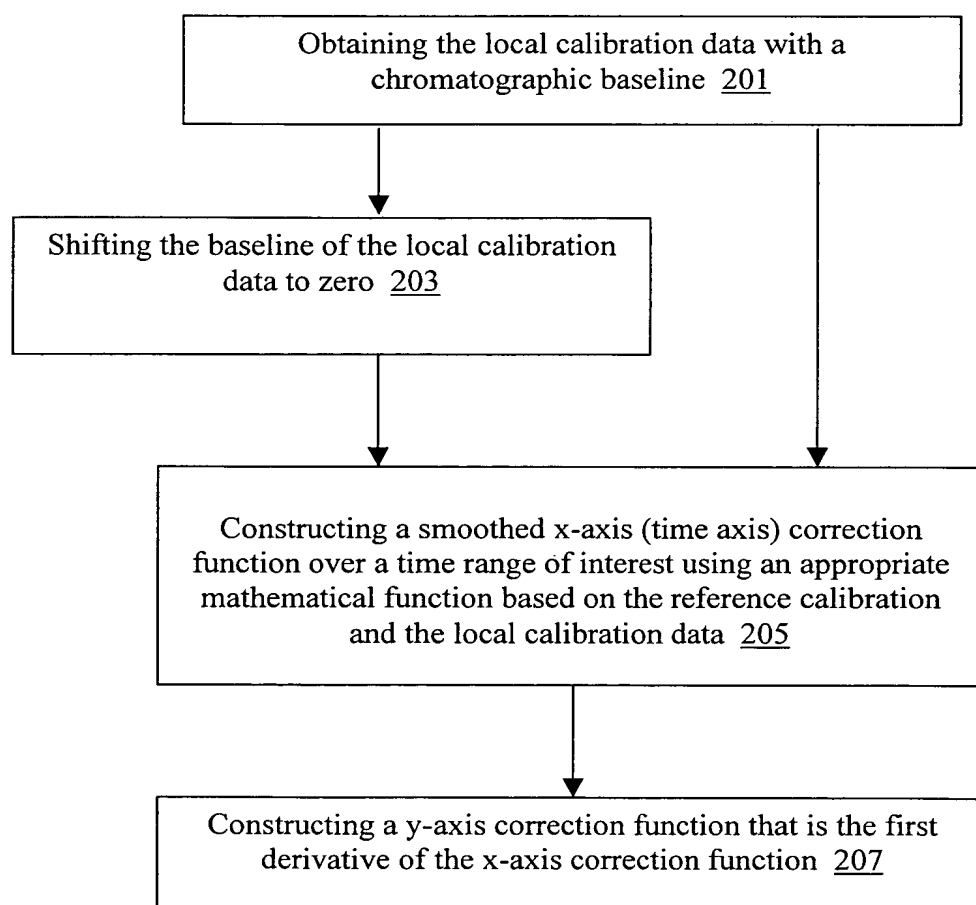 Obtaining the local calibration data with a
chromatographic baseline 201
Shifting the baseline of the local calibration
data to zero 203
Constructing a smoothed x-axis (time axis) correction
function over a time range of interest using an appropriate
mathematical function based on the reference calibration
and the local calibration data 205
Constructing a y-axis correction function that is the first
derivative of the x-axis correction function 207